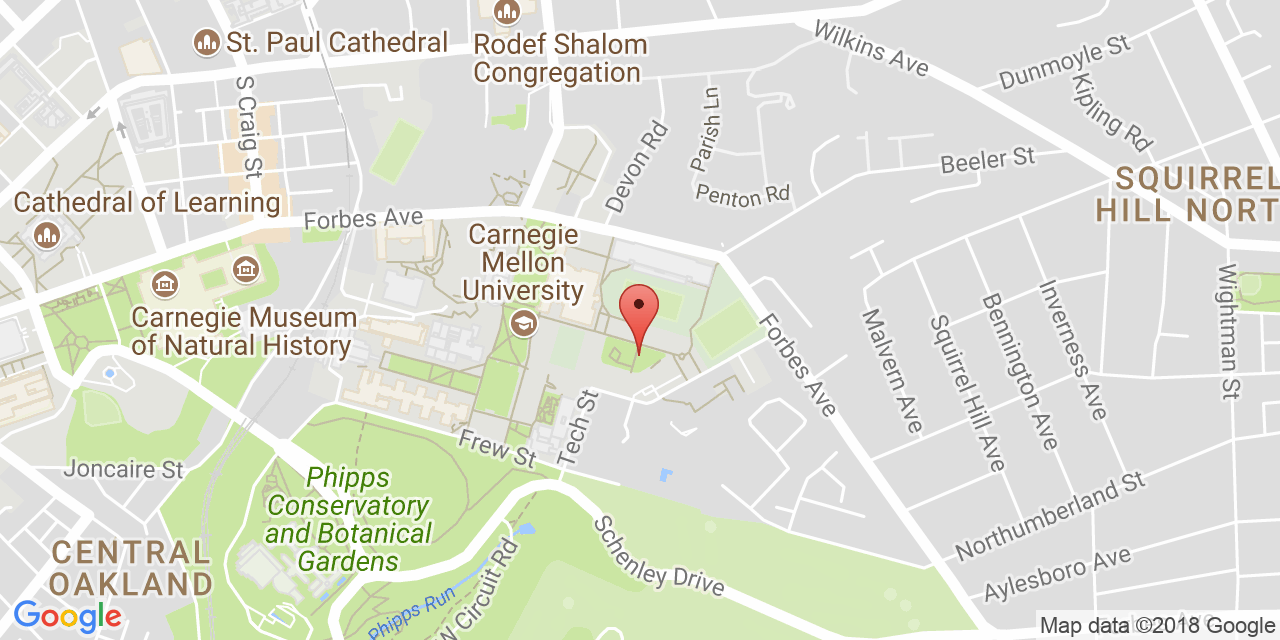 St. Paul Cathedral
Rodef Shalom
Congregation
Wilkins Ave
Dunmoyle St
Kipling Rd
S Craig St
Parish Ln
Devon Rd
Beeler St
Penton Rd
SQUIRREL
HILL NORT
Cathedral of Learning
Forbes Ave
Carnegie
Mellon
University
Carnegie Museum
of Natural History
Forbes Ave
Malvern Ave
Squirrel Hill Ave
Bennington Ave
Inverness Ave
Wightman St
Tech St
Frew St
Joncaire St
Phipps
Conservatory
and Botanical
Gardens
Northumberland St
Schenley Drive
Aylesboro Ave
CENTRAL
OAKLAND
W Circuit Rd
Phipps Run
Google
Map data ©2018 Google